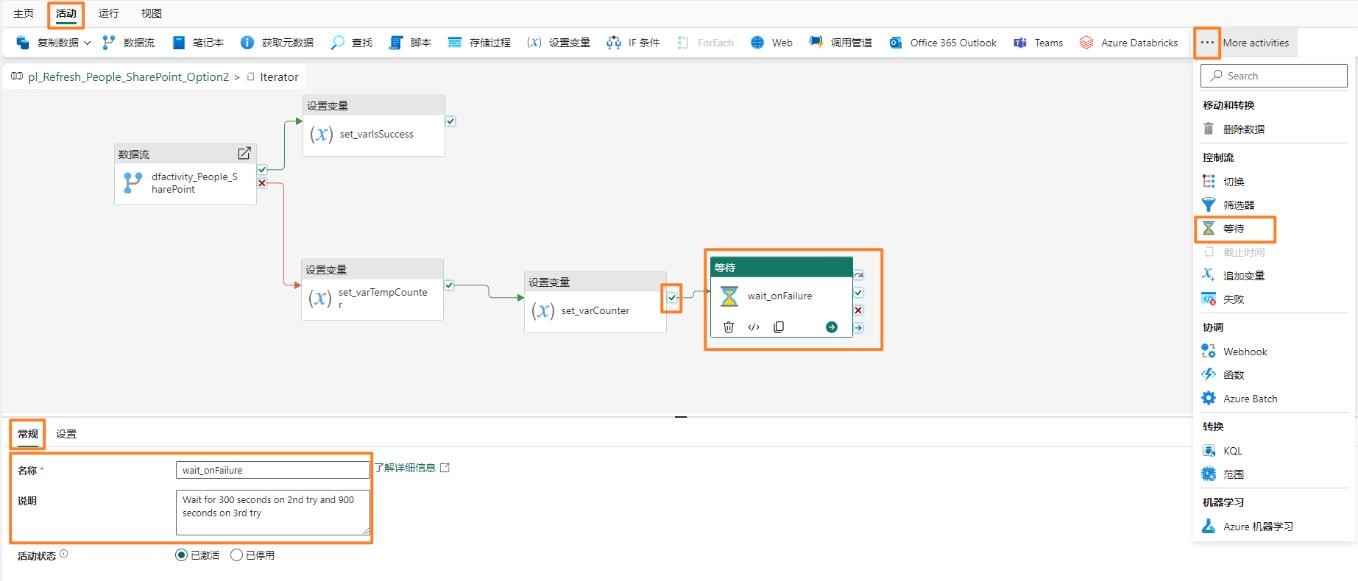 主页 活动 运行 视图
复制数据 数据流 笔记本 获取元数据 查找 脚本 存储过程 (x) 设置变量 IF 条件 ForEach Web 调用管道 Office 365 Outlook Teams Azure Databricks ··· More activities
pl_Refresh_People_SharePoint_Option2 > Iterator
Search
移动和转换
删除数据
控制流
切换
筛选器
等待
截止时间
追加变量
失败
协调
Webhook
函数
Azure Batch
转换
KQL
范围
机器学习
Azure 机器学习
设置变量
(x) set_varIsSuccess
数据流
dfactivity_People_S
harePoint
设置变量
(x) set_varTempCounte
r
设置变量
(x) set_varCounter
等待
wait_onFailure
常规 设置
名称 * wait_onFailure 了解详细信息
说明 Wait for 300 seconds on 2nd try and 900
seconds on 3rd try
活动状态 已激活 已停用